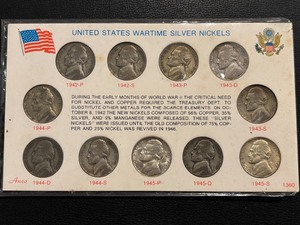 UNITED STATES WARTIME SILVER NICKELS
1942-P
1942-S
1943-P
1943-D
1944-P
DURING THE EARLY MONTHS OF WORLD WAR II THE CRITICAL NEED
FOR NICKEL AND COPPER REQUIRED THE TREASURY DEPT. TO
SUBSTITUTE OTHER METALS FOR THE SCARCE ELEMENTS. ON
OCTOBER 8, 1942 THE NEW NICKELS COMPOSED OF 56% COPPER, 35%
SILVER, AND 9% MANGANESE WERE RELEASED. THESE "SILVER
NICKELS" WERE ISSUED UNTIL THE OLD COMPOSITION OF 75% COP-
PER AND 25% NICKEL WAS REVIVED IN 1946.
1943-S
1944-D
1944-S
1945-P
1945-D
1945-S
1360